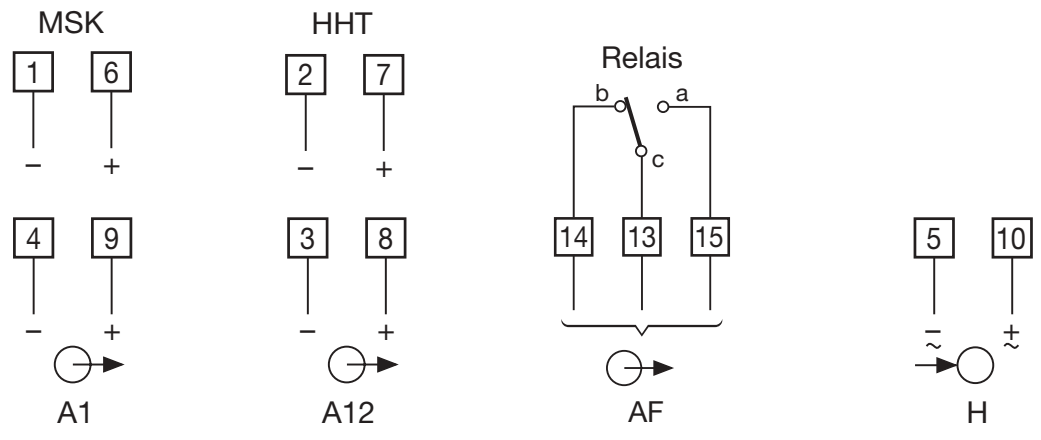 MSK HHT
Relais
1 6 2 7
b a
c
− + − +
4 9 3 8 14 13 15 5 10
− + − + − ~ + ~
A1 A12 AF H